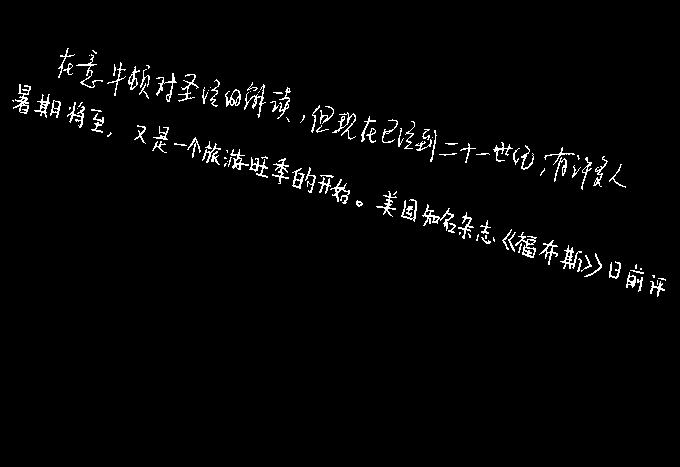 在意牛顿对圣经的解读,但现在已经到二十一世纪,有许多人
暑期将至,又是一个旅游旺季的开始。美国知名杂志《福布斯》日前评